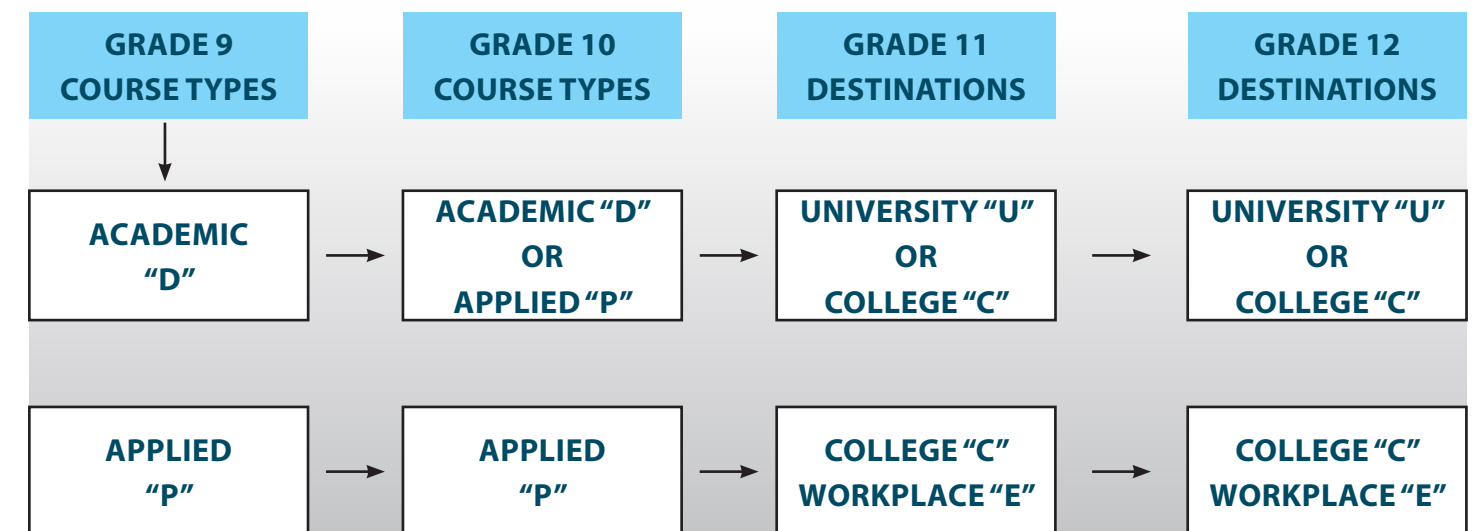 GRADE 9
COURSE TYPES
GRADE 10
COURSE TYPES
GRADE 11
DESTINATIONS
GRADE 12
DESTINATIONS
ACADEMIC
“D”
ACADEMIC “D”
OR
APPLIED “P”
UNIVERSITY “U”
OR
COLLEGE “C”
UNIVERSITY “U”
OR
COLLEGE “C”
APPLIED
“P”
APPLIED
“P”
COLLEGE “C”
WORKPLACE “E”
COLLEGE “C”
WORKPLACE “E”